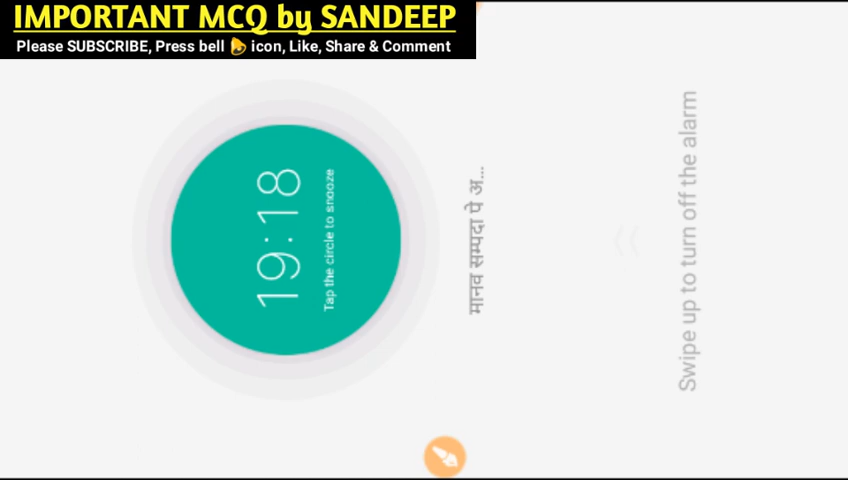 IMPORTANT MCQ by SANDEEP
Please SUBSCRIBE, Press bell icon, Like, Share & Comment
19:18
Tap the circle to snooze
मानव सम्पदा पे अ...
Swipe up to turn off the alarm